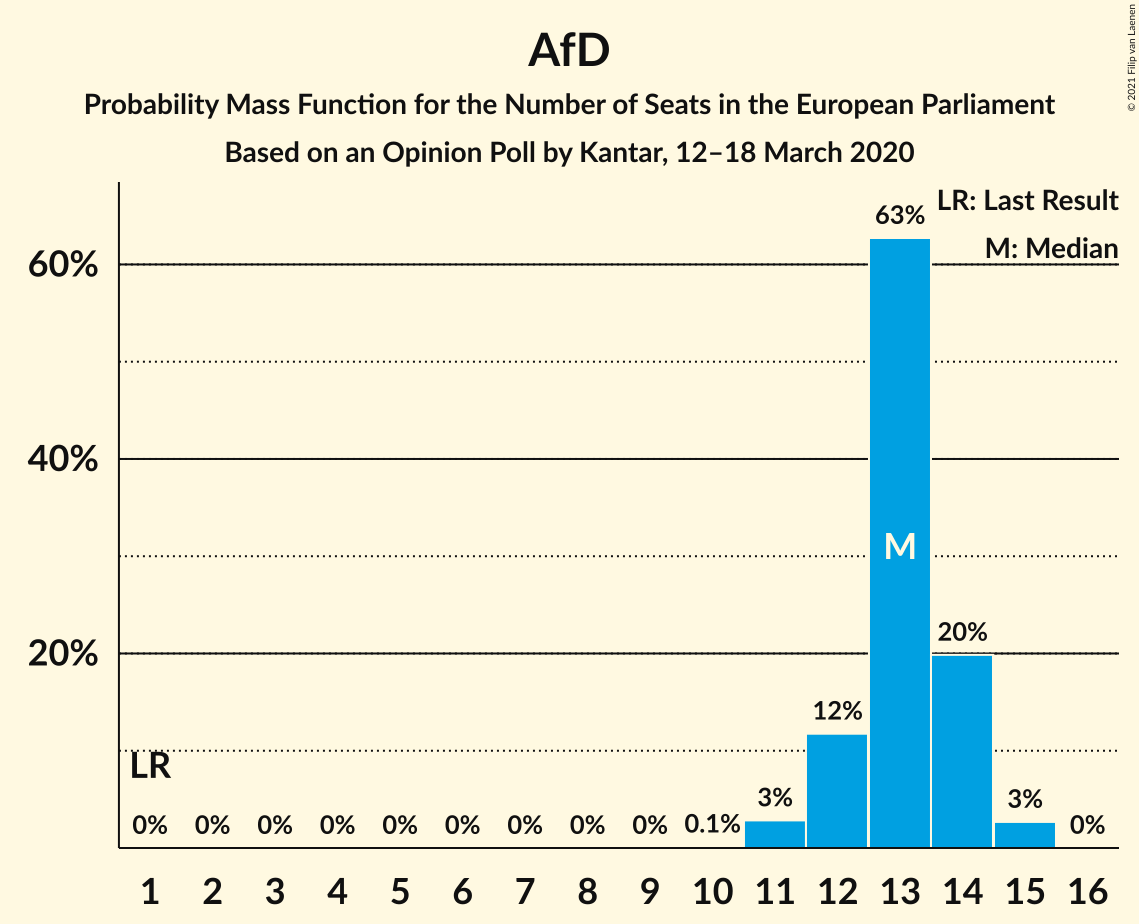 AfD
Probability Mass Function for the Number of Seats in the European Parliament
Based on an Opinion Poll by Kantar, 12–18 March 2020
© 2021 Filip van Laenen
LR: Last Result
M: Median
60%
40%
20%
63%
M
20%
12%
LR
3%
3%
0% 0% 0% 0% 0% 0% 0% 0% 0% 0.1% 0%
1 2 3 4 5 6 7 8 9 10 11 12 13 14 15 16